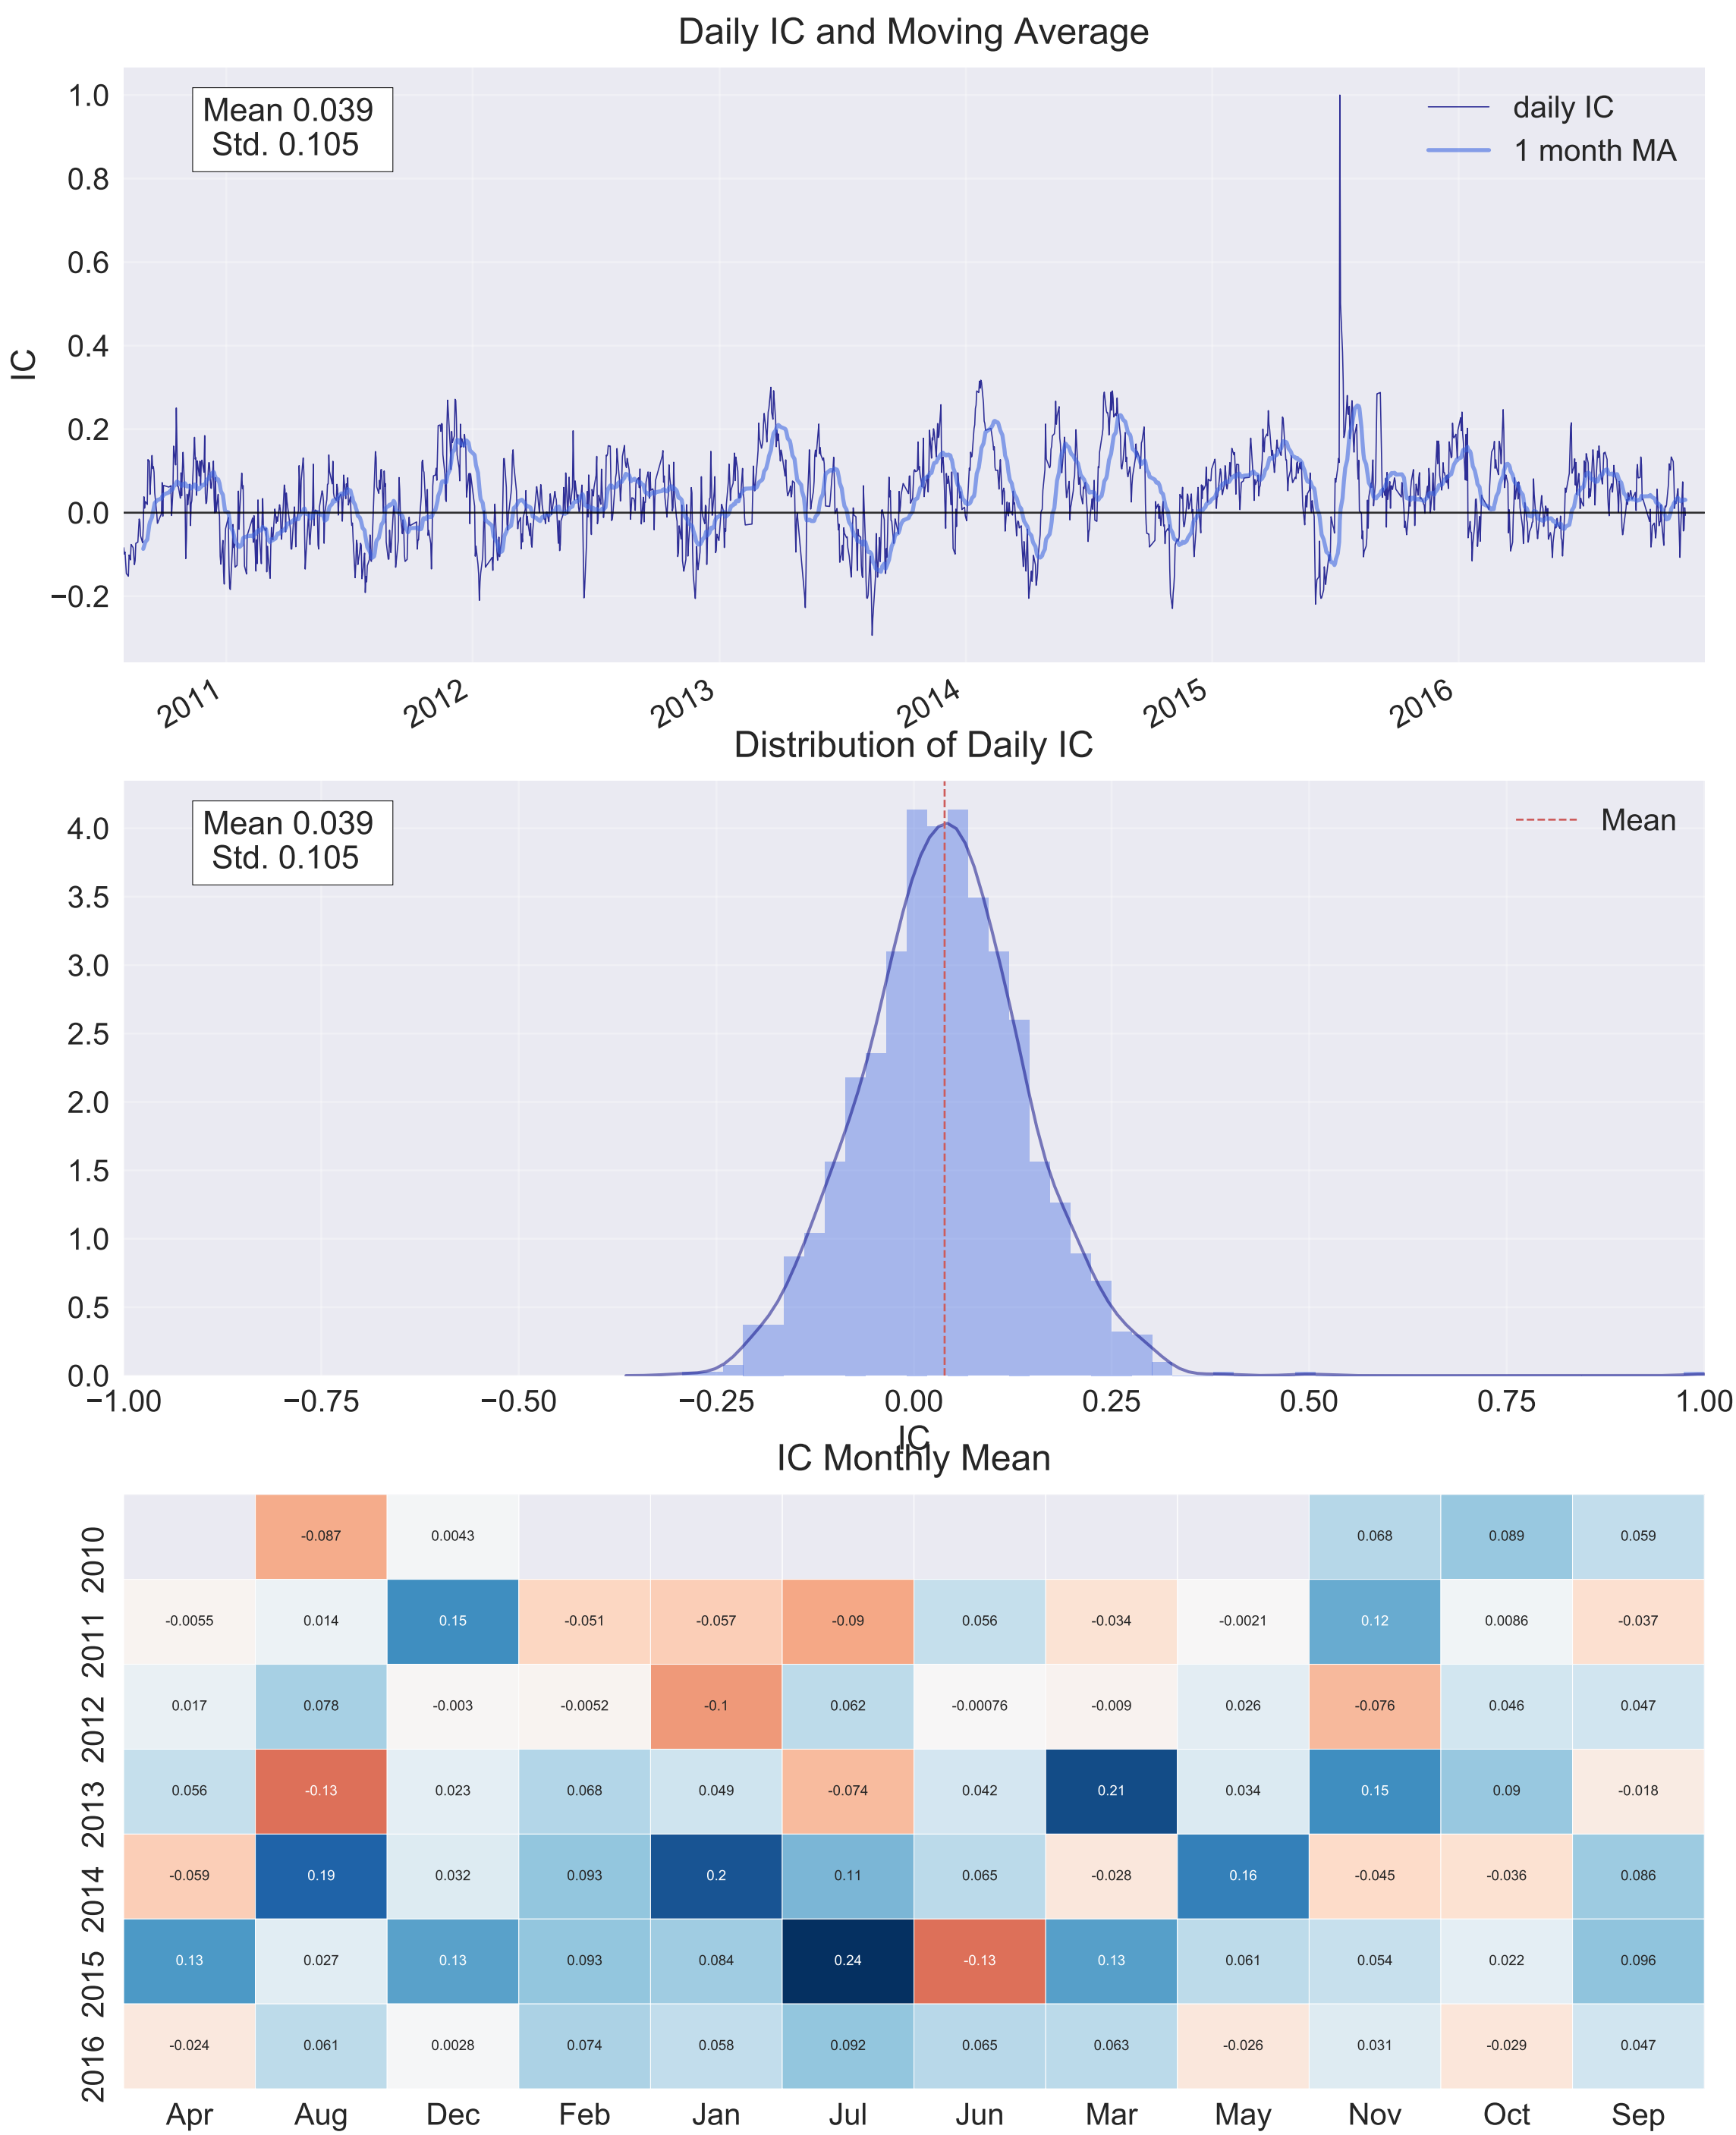 Daily IC and Moving Average
Mean 0.039
Std. 0.105
daily IC
1 month MA
IC
1.0
0.8
0.6
0.4
0.2
0.0
−0.2
2011 2012 2013 2014 2015 2016
Distribution of Daily IC
Mean 0.039
Std. 0.105
Mean
4.0
3.5
3.0
2.5
2.0
1.5
1.0
0.5
0.0
−1.00 −0.75 −0.50 −0.25 0.00 0.25 0.50 0.75 1.00
IC
IC Monthly Mean
2010 -0.087 0.0043 0.068 0.089 0.059
2011 -0.0055 0.014 0.15 -0.051 -0.057 -0.09 0.056 -0.034 -0.0021 0.12 0.0086 -0.037
2012 0.017 0.078 -0.003 -0.0052 -0.1 0.062 -0.00076 -0.009 0.026 -0.076 0.046 0.047
2013 0.056 -0.13 0.023 0.068 0.049 -0.074 0.042 0.21 0.034 0.15 0.09 -0.018
2014 -0.059 0.19 0.032 0.093 0.2 0.11 0.065 -0.028 0.16 -0.045 -0.036 0.086
2015 0.13 0.027 0.13 0.093 0.084 0.24 -0.13 0.13 0.061 0.054 0.022 0.096
2016 -0.024 0.061 0.0028 0.074 0.058 0.092 0.065 0.063 -0.026 0.031 -0.029 0.047
Apr Aug Dec Feb Jan Jul Jun Mar May Nov Oct Sep